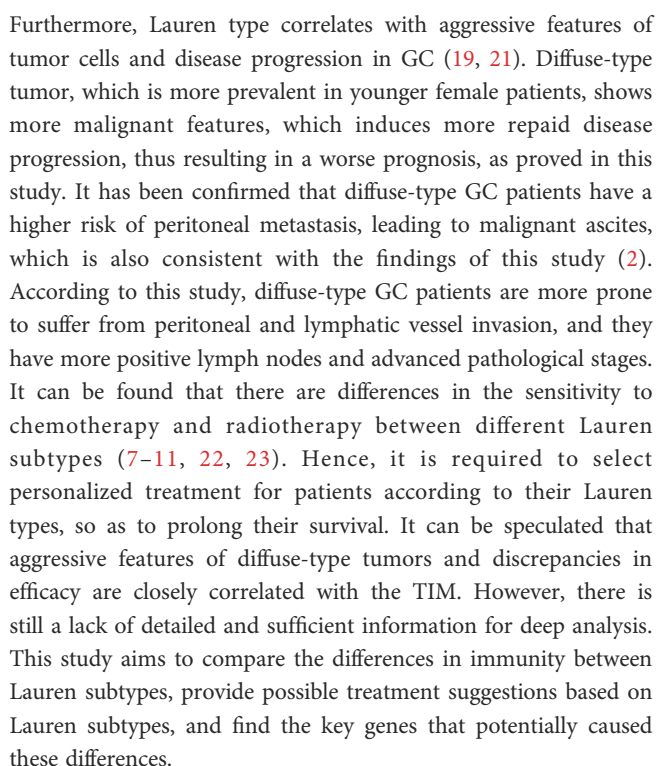 Furthermore, Lauren type correlates with aggressive features of
tumor cells and disease progression in GC (19, 21). Diffuse-type
tumor, which is more prevalent in younger female patients, shows
more malignant features, which induces more repaid disease
progression, thus resulting in a worse prognosis, as proved in this
study. It has been confirmed that diffuse-type GC patients have a
higher risk of peritoneal metastasis, leading to malignant ascites,
which is also consistent with the findings of this study (2).
According to this study, diffuse-type GC patients are more prone
to suffer from peritoneal and lymphatic vessel invasion, and they
have more positive lymph nodes and advanced pathological stages.
It can be found that there are differences in the sensitivity to
chemotherapy and radiotherapy between different Lauren
subtypes (7–11, 22, 23). Hence, it is required to select
personalized treatment for patients according to their Lauren
types, so as to prolong their survival. It can be speculated that
aggressive features of diffuse-type tumors and discrepancies in
efficacy are closely correlated with the TIM. However, there is
still a lack of detailed and sufficient information for deep analysis.
This study aims to compare the differences in immunity between
Lauren subtypes, provide possible treatment suggestions based on
Lauren subtypes, and find the key genes that potentially caused
these differences.